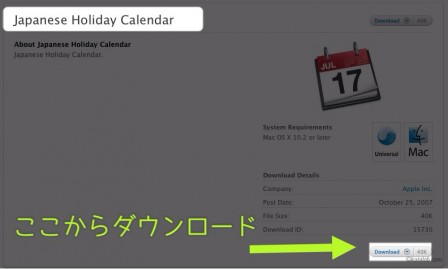 Japanese Holiday Calendar
Download 40K
About Japanese Holiday Calendar
Japanese Holiday Calendar.
JUL
17
System Requirements
Mac OS X 10.2 or later
Universal Mac
Download Details
Company: Apple Inc.
Post Date: October 25, 2007
File Size: 40K
Download ID: 15730
ここからダウンロード
Download 40K